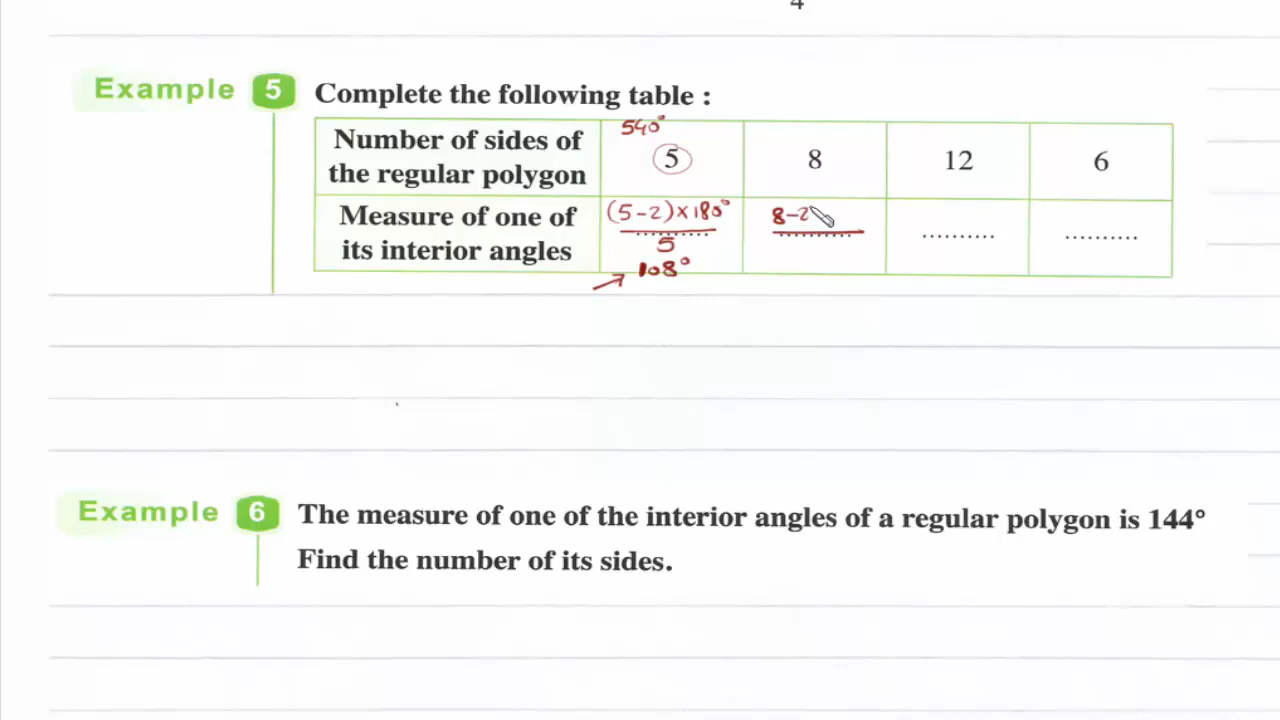 4
Example 5 Complete the following table :
Number of sides of the regular polygon 540° 5 8 12 6
Measure of one of its interior angles (5-2)×180° 5 108° 8-2 .......... ..........
Example 6 The measure of one of the interior angles of a regular polygon is 144°
Find the number of its sides.